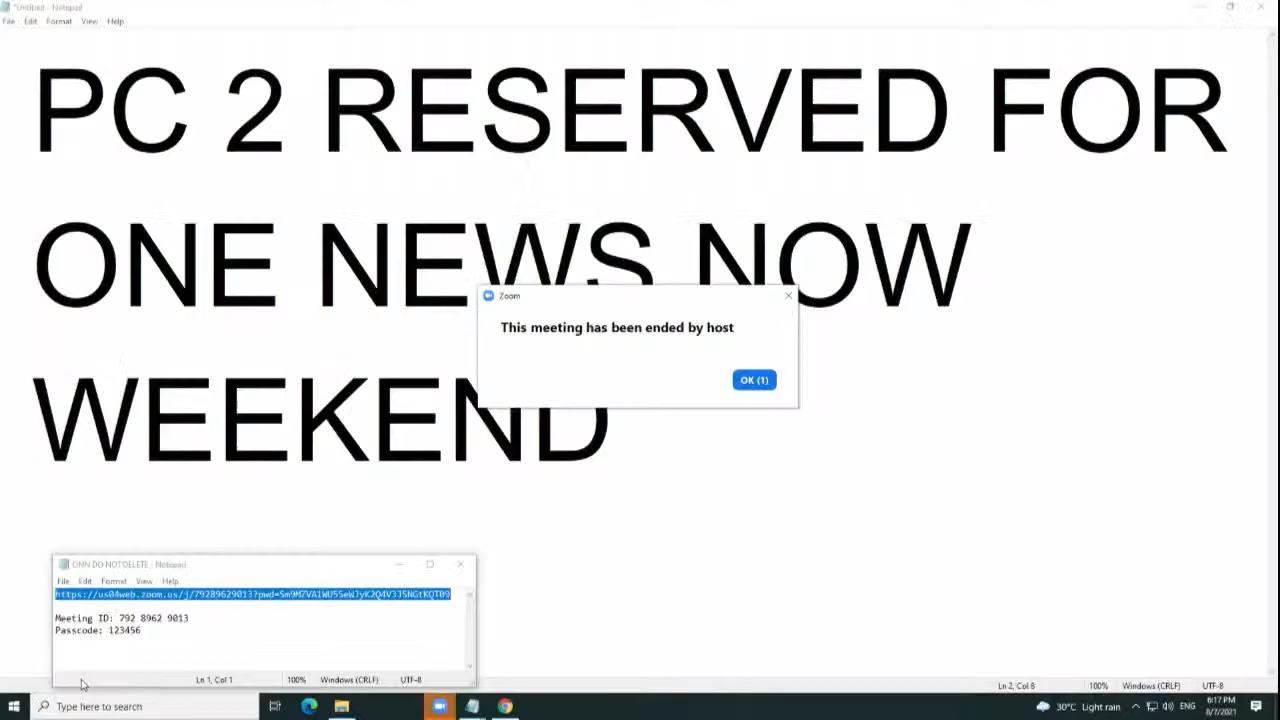 *Untitled - Notepad
File Edit Format View Help
PC 2 RESERVED FOR
ONE NEWS NOW
WEEKEND
Zoom
This meeting has been ended by host
OK (1)
ONN DO NOT DELETE - Notepad
File Edit Format View Help
Meeting ID: 792 8962 9013
Passcode: 123456
Ln 1, Col 1 100% Windows (CRLF) UTF-8
Ln 2, Col 8 100% Windows (CRLF) UTF-8
Type here to search
30°C Light rain ENG 6:17 PM
8/7/2021